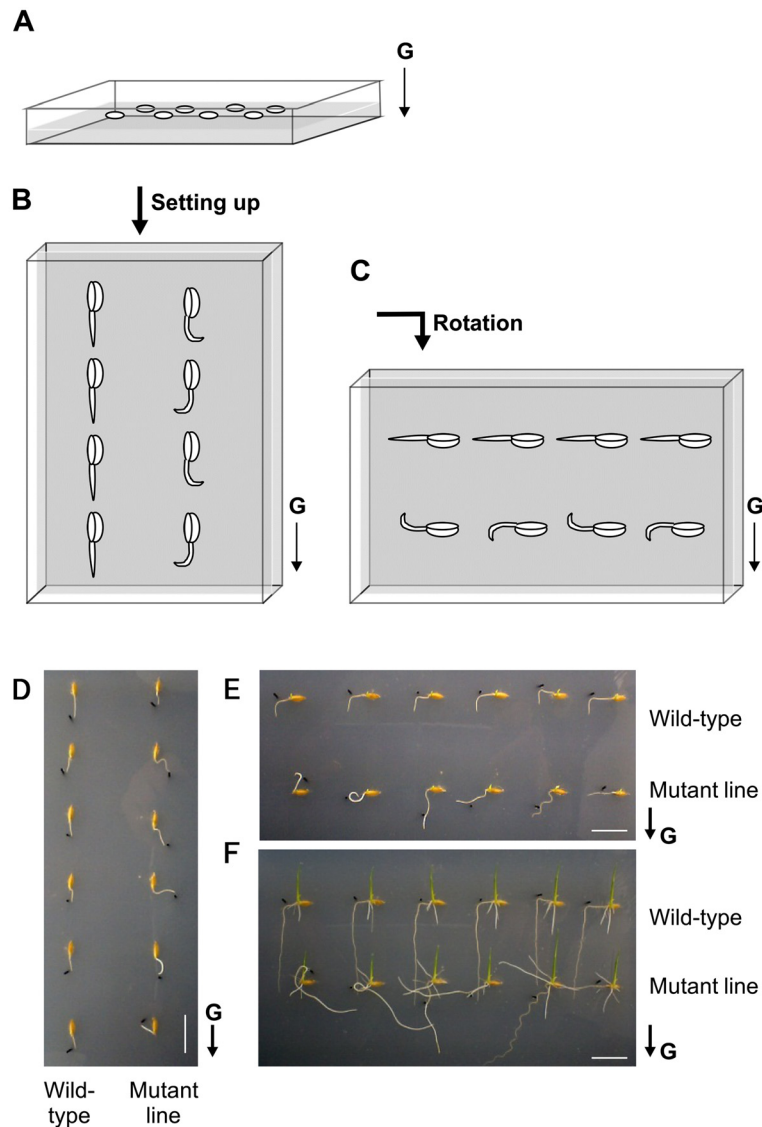 A
G
B
Setting up
C
Rotation
G
G
D
E
Wild-type
Mutant line
G
F
Wild-type
Mutant line
G
G
Wild-
type
Mutant
line